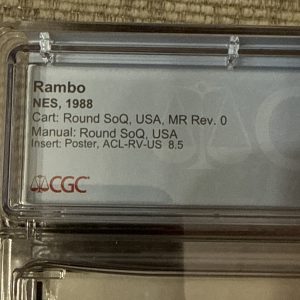 Rambo
NES, 1988
Cart: Round SoQ, USA, MR Rev. 0
Manual: Round SoQ, USA
Insert: Poster, ACL-RV-US 8.5
CGC